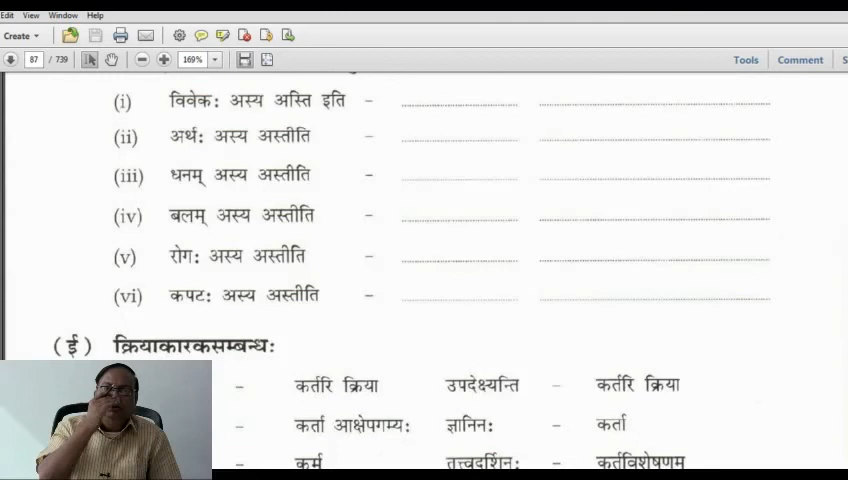 Edit View Window Help
Create
87 / 739 169% Tools Comment S
(i) विवेकः अस्य अस्ति इति -
(ii) अर्थः अस्य अस्तीति -
(iii) धनम् अस्य अस्तीति -
(iv) बलम् अस्य अस्तीति -
(v) रोगः अस्य अस्तीति -
(vi) कपटः अस्य अस्तीति -
(ई) क्रियाकारकसम्बन्धः
- कर्तरि क्रिया उपदेक्ष्यन्ति - कर्तरि क्रिया
- कर्ता आक्षेपगम्यः ज्ञानिनः - कर्ता
- कर्म तत्त्वदर्शिनः - कर्तृविशेषणम्